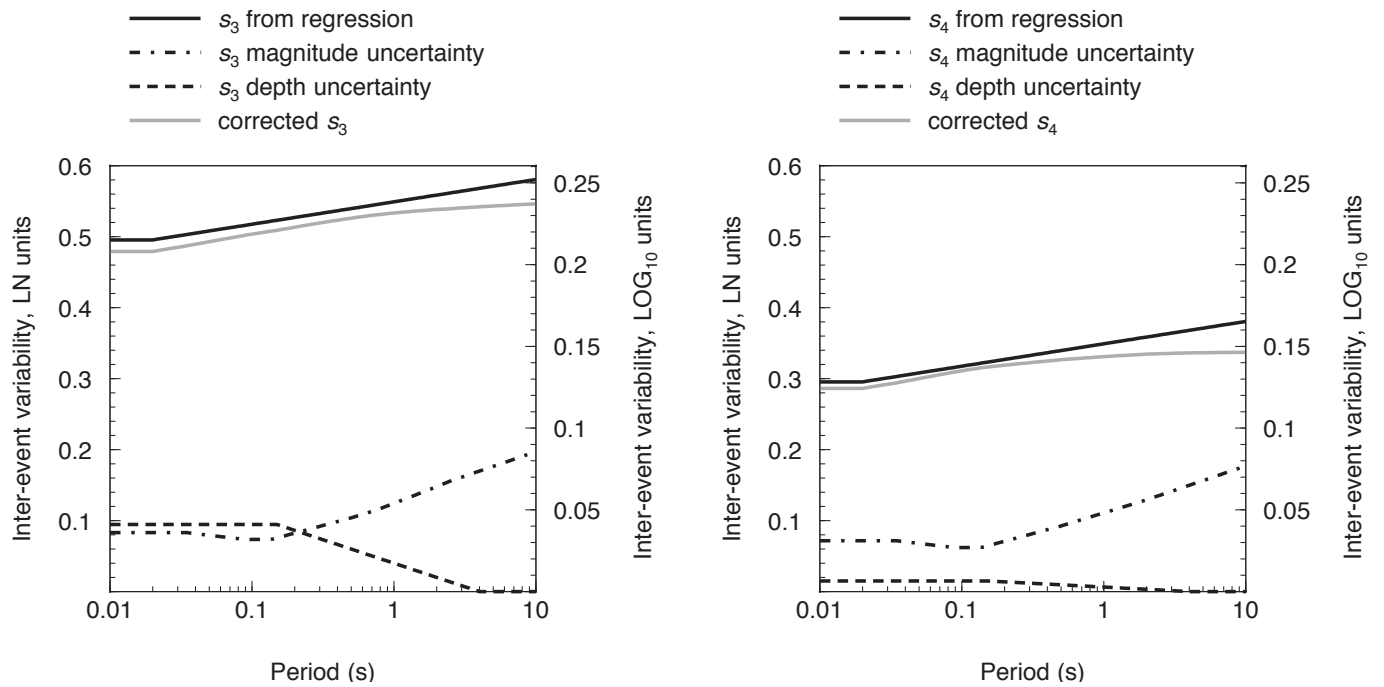 s₃ from regression
s₃ magnitude uncertainty
s₃ depth uncertainty
corrected s₃
0.6
0.5
0.4
0.3
0.2
0.1
0.25
0.2
0.15
0.1
0.05
Inter-event variability, LN units
Inter-event variability, LOG₁₀ units
0.01 0.1 1 10
Period (s)
s₄ from regression
s₄ magnitude uncertainty
s₄ depth uncertainty
corrected s₄
0.6
0.5
0.4
0.3
0.2
0.1
0.25
0.2
0.15
0.1
0.05
Inter-event variability, LN units
Inter-event variability, LOG₁₀ units
0.01 0.1 1 10
Period (s)